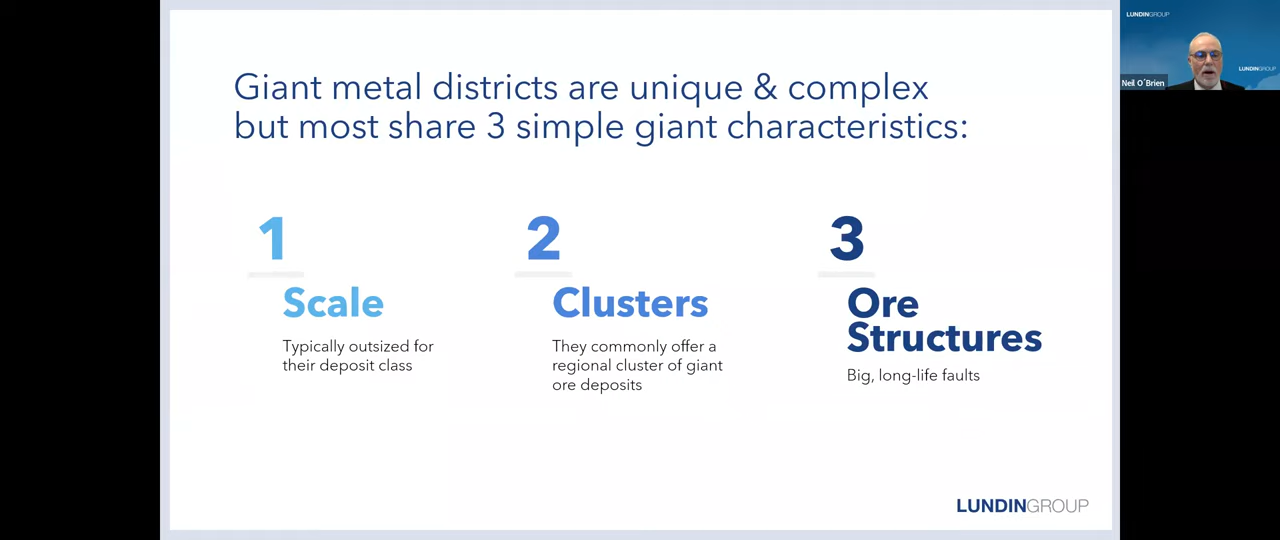 Giant metal districts are unique & complex
but most share 3 simple giant characteristics:
1
Scale
Typically outsized for
their deposit class
2
Clusters
They commonly offer a
regional cluster of giant
ore deposits
3
Ore
Structures
Big, long-life faults
LUNDINGROUP
LUNDINGROUP
LUNDINGROUP
Neil O´Brien